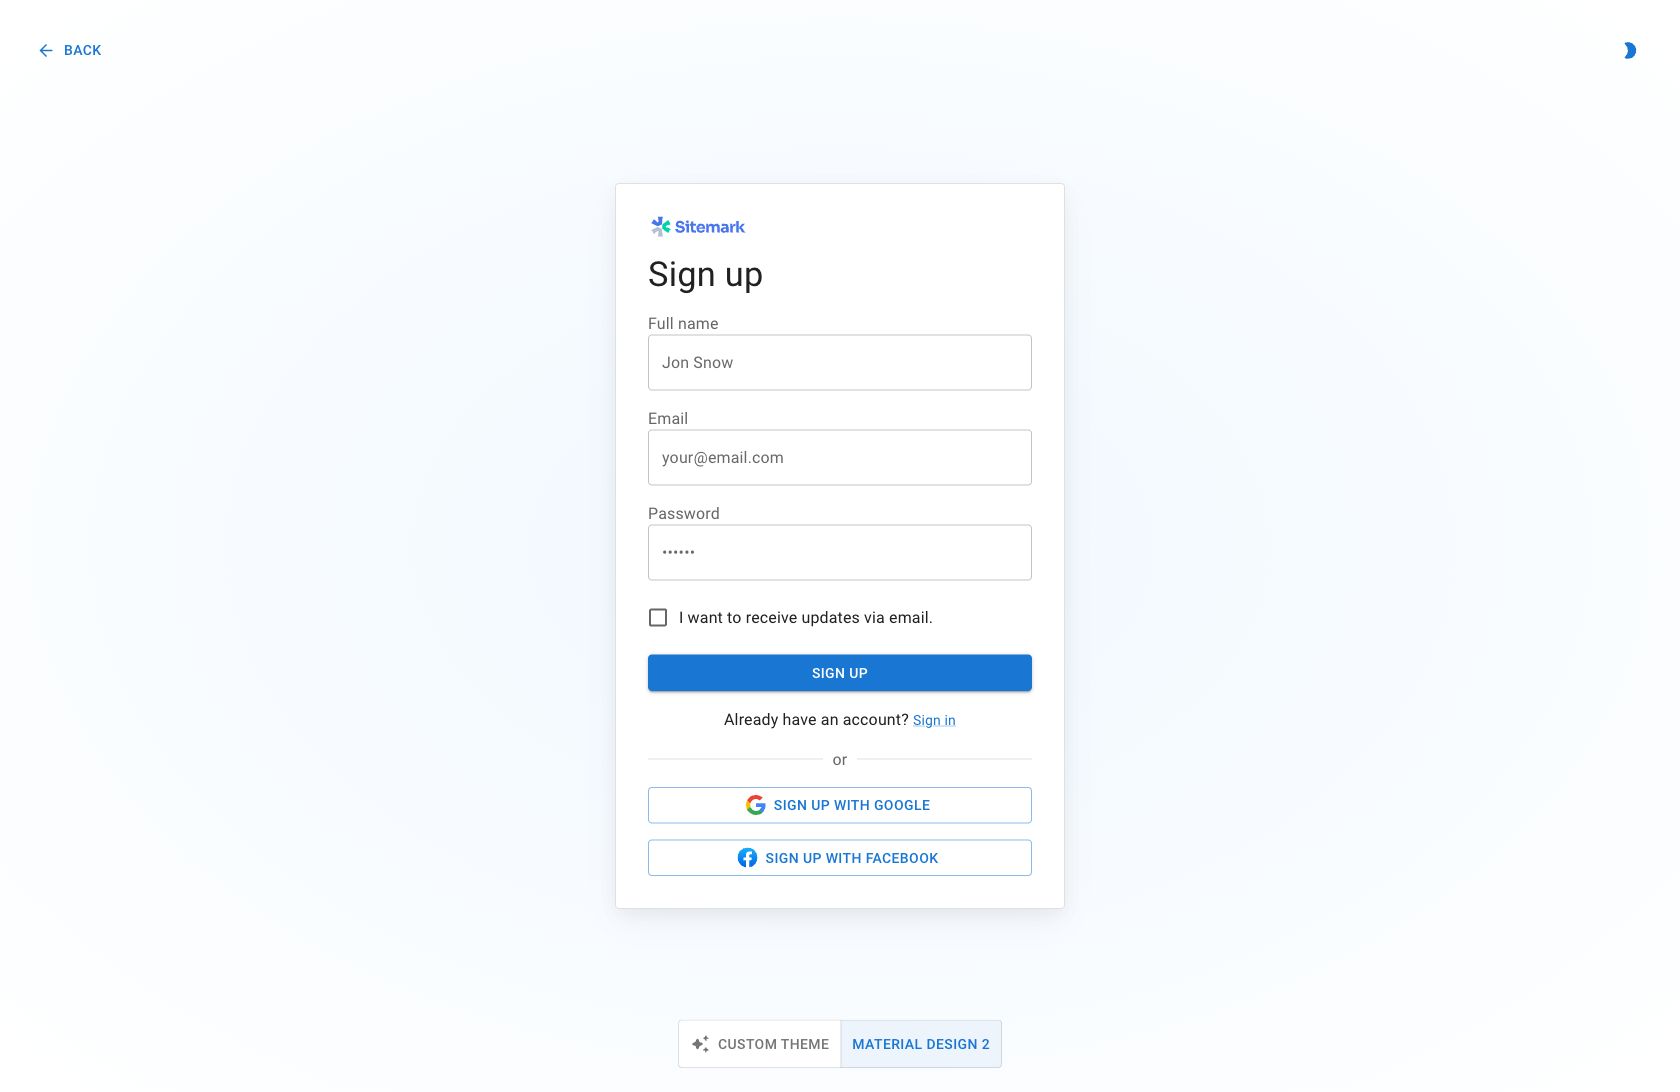 BACK
Sitemark
Sign up
Full name
Jon Snow
Email
your@email.com
Password
••••••
I want to receive updates via email.
SIGN UP
Already have an account? Sign in
or
SIGN UP WITH GOOGLE
SIGN UP WITH FACEBOOK
CUSTOM THEME
MATERIAL DESIGN 2